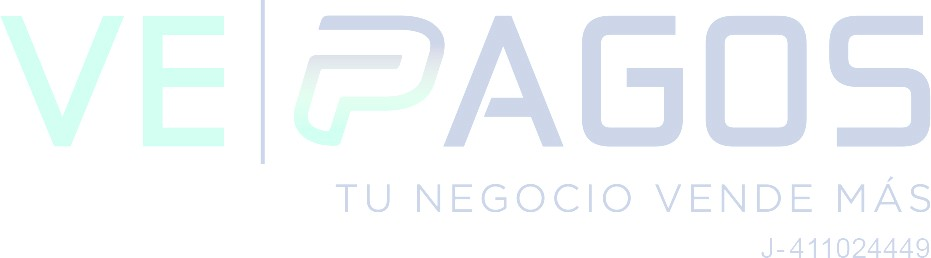 VE PAGOS
TU NEGOCIO VENDE MÁS
J-411024449